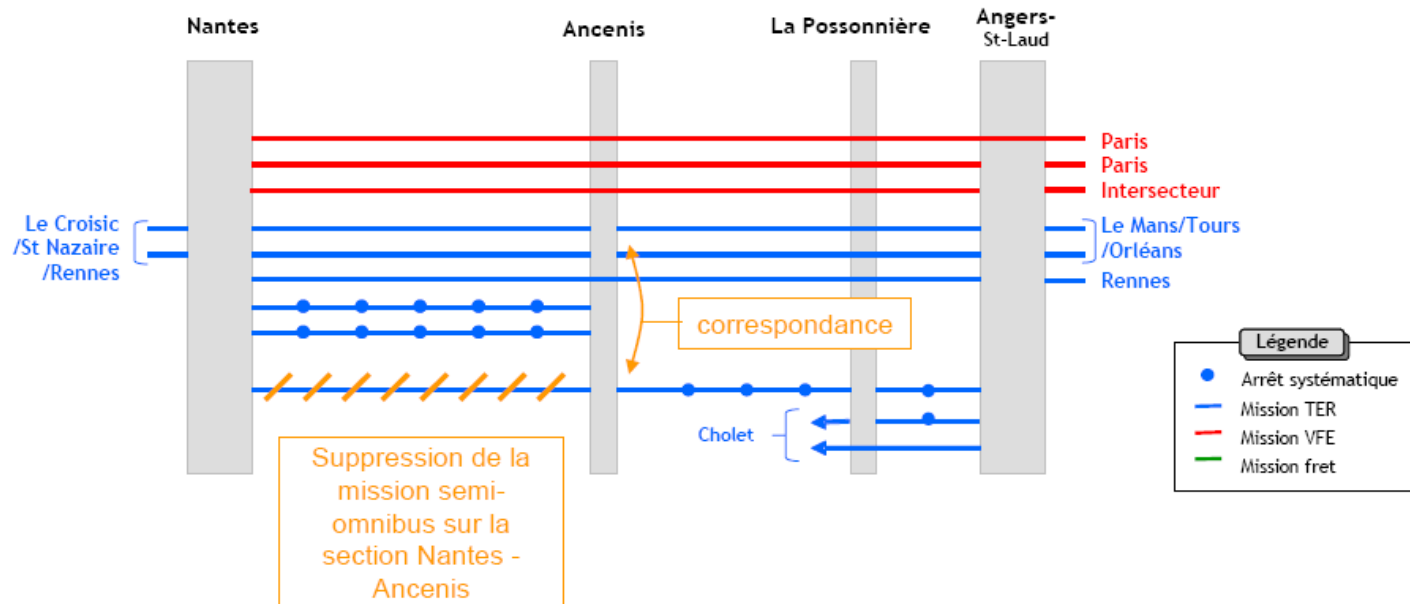 Nantes
Ancenis
La Possonnière
Angers-
St-Laud
Paris
Paris
Intersecteur
Le Croisic
/St Nazaire
/Rennes
Le Mans/Tours
/Orléans
Rennes
correspondance
Cholet
Suppression de la
mission semi-
omnibus sur la
section Nantes -
Ancenis
Légende
Arrêt systématique
Mission TER
Mission VFE
Mission fret